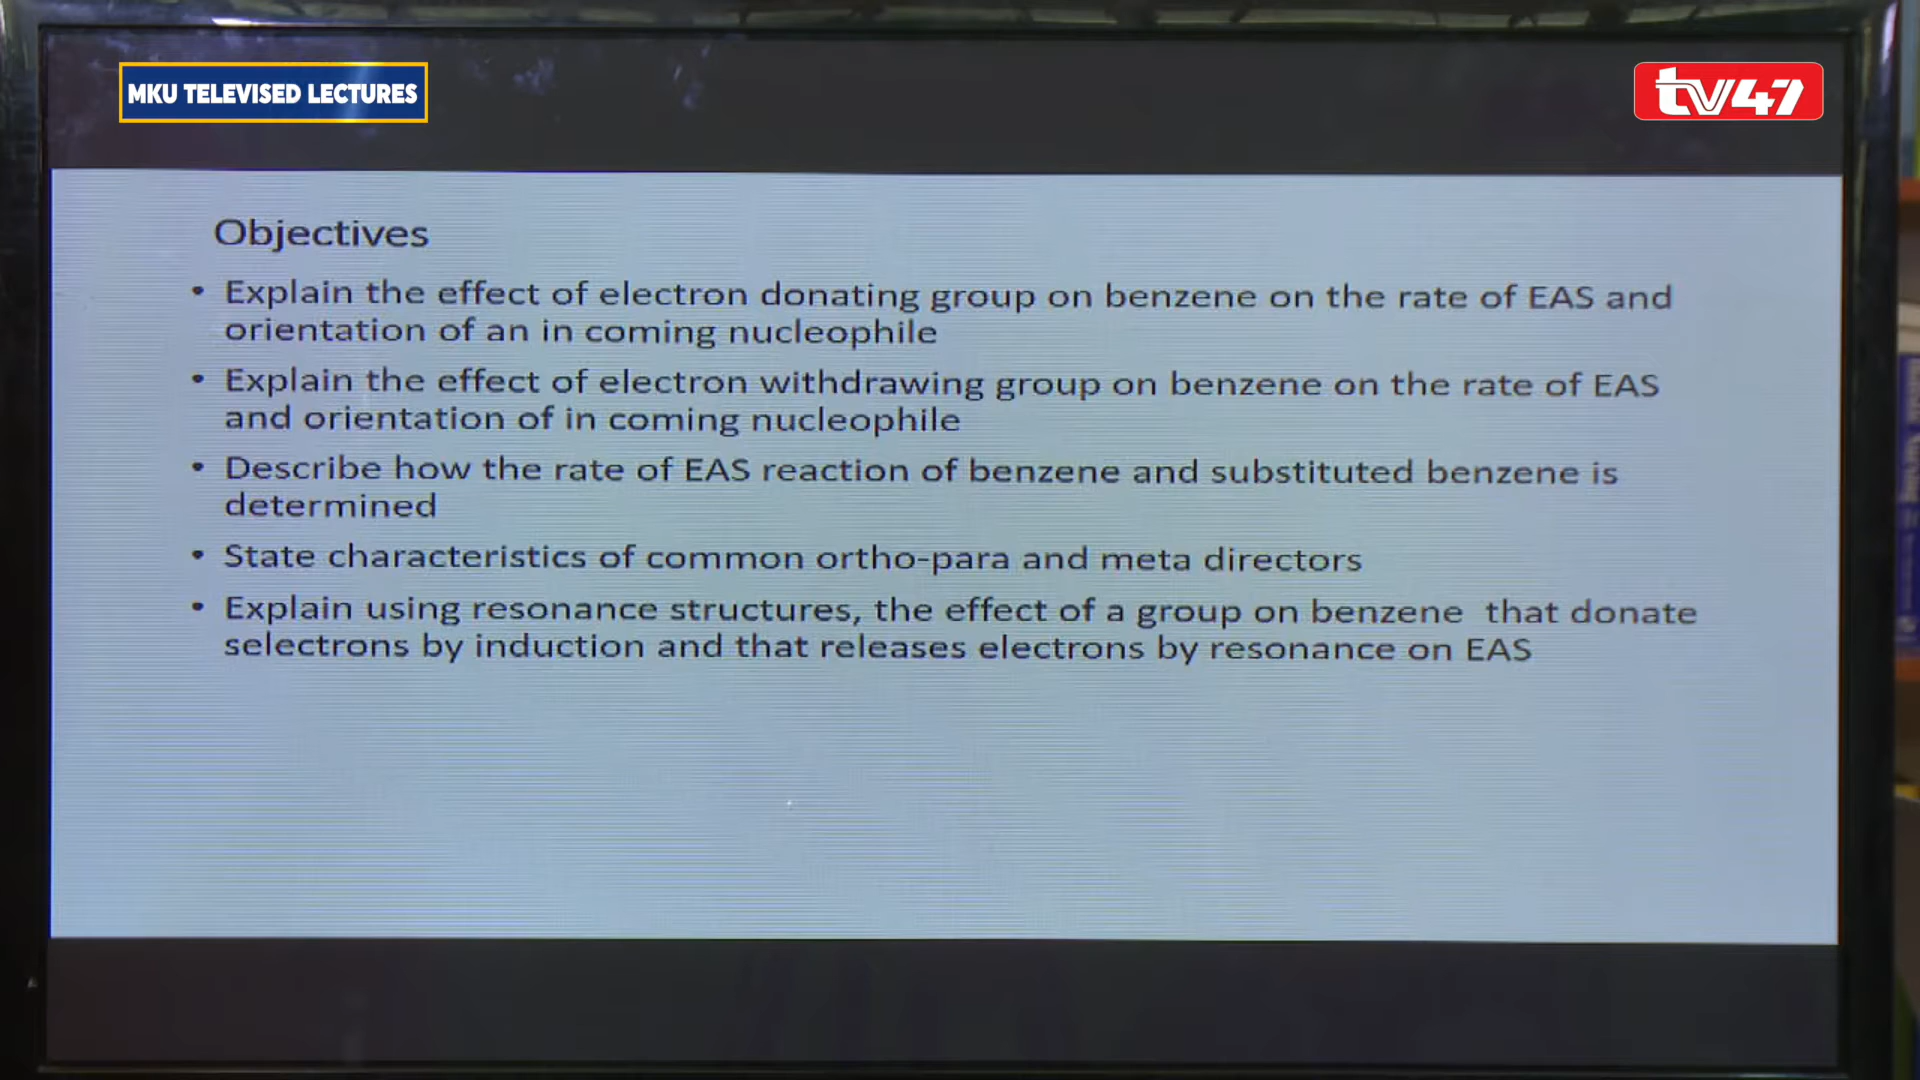 MKU TELEVISED LECTURES
tv47
Objectives
• Explain the effect of electron donating group on benzene on the rate of EAS and
orientation of an in coming nucleophile
• Explain the effect of electron withdrawing group on benzene on the rate of EAS
and orientation of in coming nucleophile
• Describe how the rate of EAS reaction of benzene and substituted benzene is
determined
• State characteristics of common ortho-para and meta directors
• Explain using resonance structures, the effect of a group on benzene that donate
selectrons by induction and that releases electrons by resonance on EAS